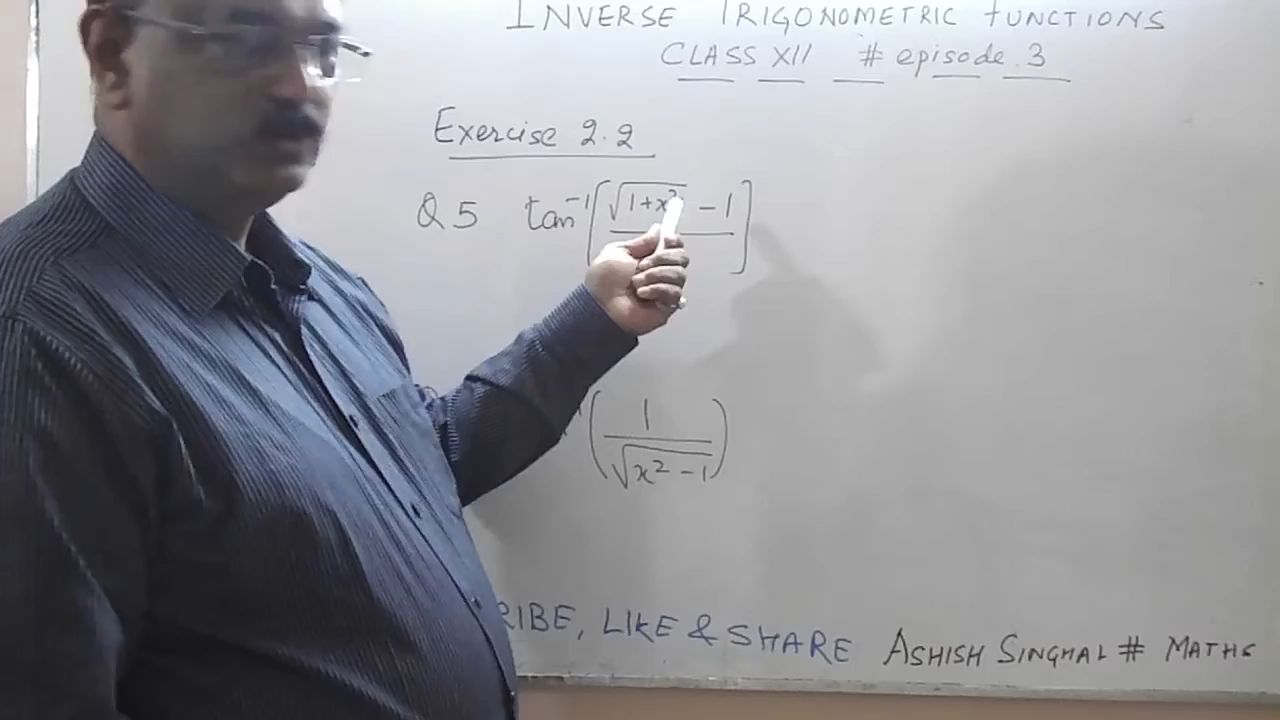 INVERSE TRIGONOMETRIC FUNCTIONS
CLASS XII # episode 3
Exercise 2.2
Q 5 tan⁻¹[√(1+x²) - 1
(1/√(x²-1))
RIBE, LIKE & SHARE ASHISH SINGHAL # MATHS